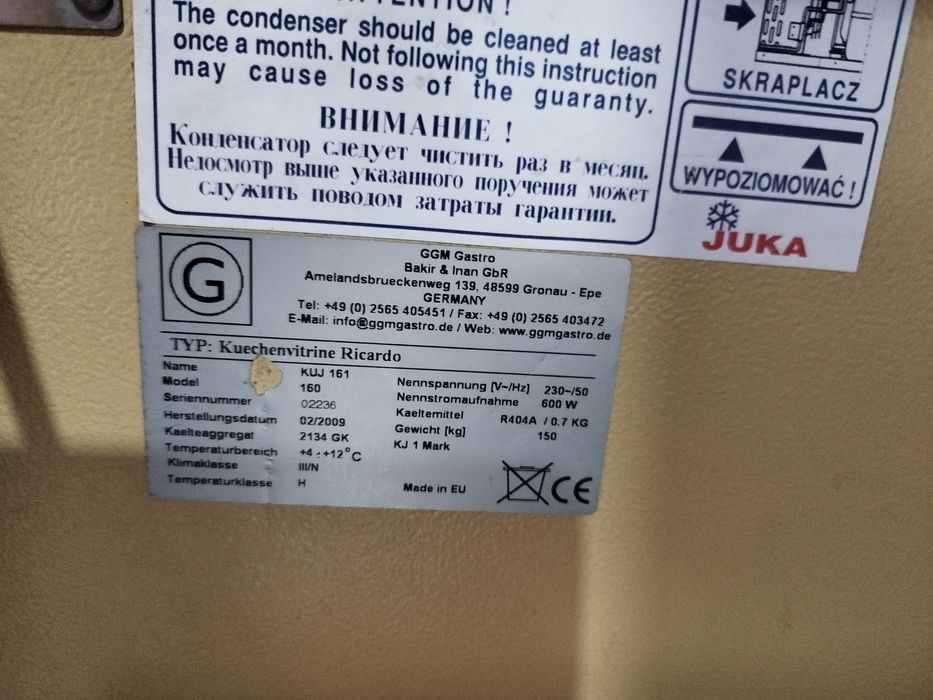 ATTENTION !
The condenser should be cleaned at least
once a month. Not following this instruction
may cause loss of the guaranty.
ВНИМАНИЕ !
Конденсатор следует чистить раз в месяц.
Недосмотр выше указанного поручения может
служить поводом затраты гарантии.
SKRAPLACZ
WYPOZIOMOWAĆ !
JUKA
G
GGM Gastro
Bakir & Inan GbR
Amelandsbrueckenweg 139, 48599 Gronau - Epe
GERMANY
Tel: +49 (0) 2565 405451 / Fax: +49 (0) 2565 403472
E-Mail: info@ggmgastro.de / Web: www.ggmgastro.de
TYP: Kuechenvitrine Ricardo
Name KUJ 161
Model 160
Seriennummer 02236
Herstellungsdatum 02/2009
Kaelteaggregat 2134 GK
Temperaturbereich +4 ÷ +12°C
Klimaklasse III/N
Temperaturklasse H
Nennspannung [V~/Hz] 230~/50
Nennstromaufnahme 600 W
Kaeltemittel R404A / 0.7 KG
Gewicht [kg] 150
KJ 1 Mark
Made in EU
CE